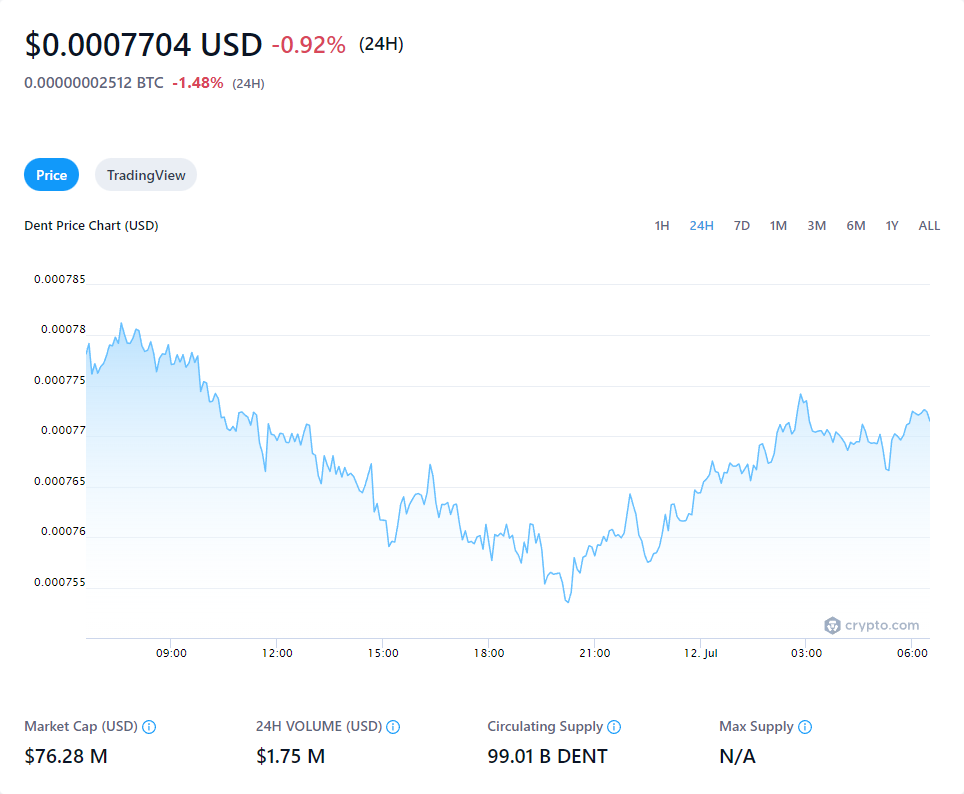 $0.0007704 USD -0.92% (24H)
0.00000002512 BTC -1.48% (24H)
Price TradingView
Dent Price Chart (USD) 1H 24H 7D 1M 3M 6M 1Y ALL
0.000785
0.00078
0.000775
0.00077
0.000765
0.00076
0.000755
crypto.com
09:00 12:00 15:00 18:00 21:00 12. Jul 03:00 06:00
Market Cap (USD) 24H VOLUME (USD) Circulating Supply Max Supply
$76.28 M $1.75 M 99.01 B DENT N/A